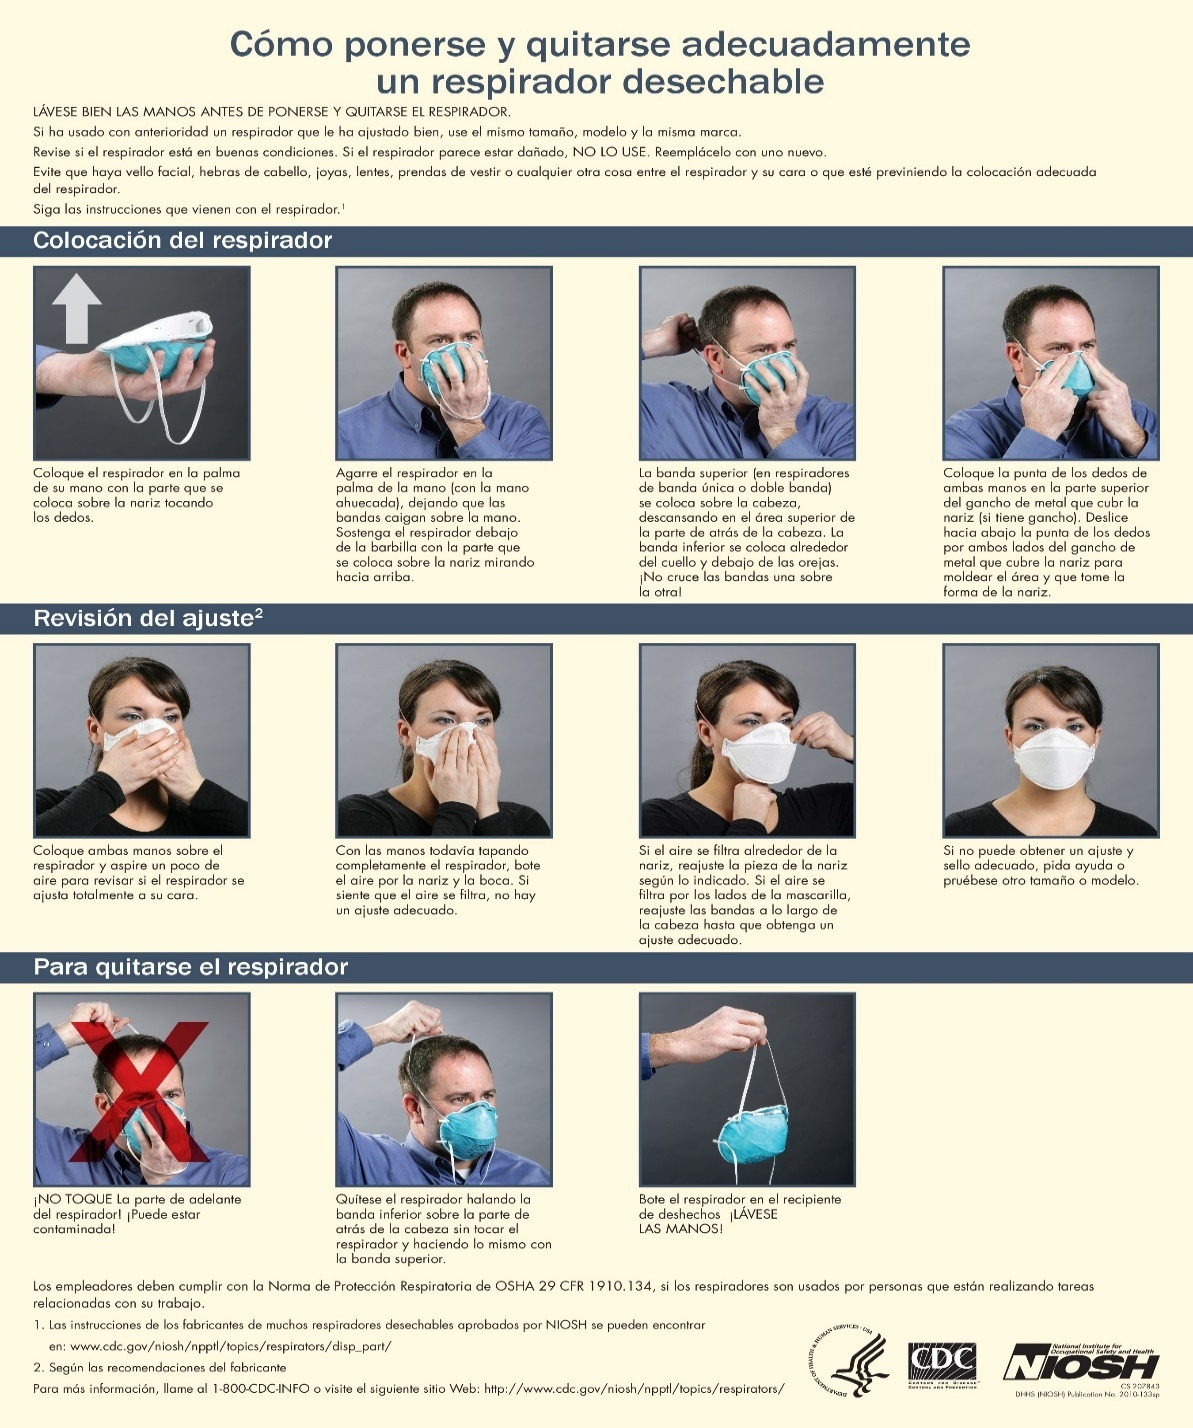 Cómo ponerse y quitarse adecuadamente
un respirador desechable
LÁVESE BIEN LAS MANOS ANTES DE PONERSE Y QUITARSE EL RESPIRADOR.
Si ha usado con anterioridad un respirador que le ha ajustado bien, use el mismo tamaño, modelo y la misma marca.
Revise si el respirador está en buenas condiciones. Si el respirador parece estar dañado, NO LO USE. Reemplácelo con uno nuevo.
Evite que haya vello facial, hebras de cabello, joyas, lentes, prendas de vestir o cualquier otra cosa entre el respirador y su cara o que esté previniendo la colocación adecuada
del respirador.
Siga las instrucciones que vienen con el respirador.¹
Colocación del respirador
Coloque el respirador en la palma
de su mano con la parte que se
coloca sobre la nariz tocando
los dedos.
Agarre el respirador en la
palma de la mano (con la mano
ahuecada), dejando que las
bandas caigan sobre la mano.
Sostenga el respirador debajo
de la barbilla con la parte que
se coloca sobre la nariz mirando
hacia arriba.
La banda superior (en respiradores
de banda única o doble banda)
se coloca sobre la cabeza,
descansando en el área superior de
la parte de atrás de la cabeza. La
banda inferior se coloca alrededor
del cuello y debajo de las orejas.
¡No cruce las bandas una sobre
la otra!
Coloque la punta de los dedos de
ambas manos en la parte superior
del gancho de metal que cubr la
nariz (si tiene gancho). Deslice
hacia abajo la punta de los dedos
por ambos lados del gancho de
metal que cubre la nariz para
moldear el área y que tome la
forma de la nariz.
Revisión del ajuste²
Coloque ambas manos sobre el
respirador y aspire un poco de
aire para revisar si el respirador se
ajusta totalmente a su cara.
Con las manos todavía tapando
completamente el respirador, bote
el aire por la nariz y la boca. Si
siente que el aire se filtra, no hay
un ajuste adecuado.
Si el aire se filtra alrededor de la
nariz, reajuste la pieza de la nariz
según lo indicado. Si el aire se
filtra por los lados de la mascarilla,
reajuste las bandas a lo largo de
la cabeza hasta que obtenga un
ajuste adecuado.
Si no puede obtener un ajuste y
sello adecuado, pida ayuda o
pruébese otro tamaño o modelo.
Para quitarse el respirador
¡NO TOQUE La parte de adelante
del respirador! ¡Puede estar
contaminada!
Quítese el respirador halando la
banda inferior sobre la parte de
atrás de la cabeza sin tocar el
respirador y haciendo lo mismo con
la banda superior.
Bote el respirador en el recipiente
de deshechos ¡LÁVESE
LAS MANOS!
Los empleadores deben cumplir con la Norma de Protección Respiratoria de OSHA 29 CFR 1910.134, si los respiradores son usados por personas que están realizando tareas
relacionadas con su trabajo.
1. Las instrucciones de los fabricantes de muchos respiradores desechables aprobados por NIOSH se pueden encontrar
en: www.cdc.gov/niosh/npptl/topics/respirators/disp_part/
2. Según las recomendaciones del fabricante
Para más información, llame al 1-800-CDC-INFO o visite el siguiente sitio Web: http://www.cdc.gov/niosh/npptl/topics/respirators/
DEPARTMENT OF HEALTH & HUMAN SERVICES · USA
CDC
CENTERS FOR DISEASE
CONTROL AND PREVENTION
National Institute for
Occupational Safety and Health
NIOSH
CS 207843
DHHS (NIOSH) Publication No. 2010-133sp